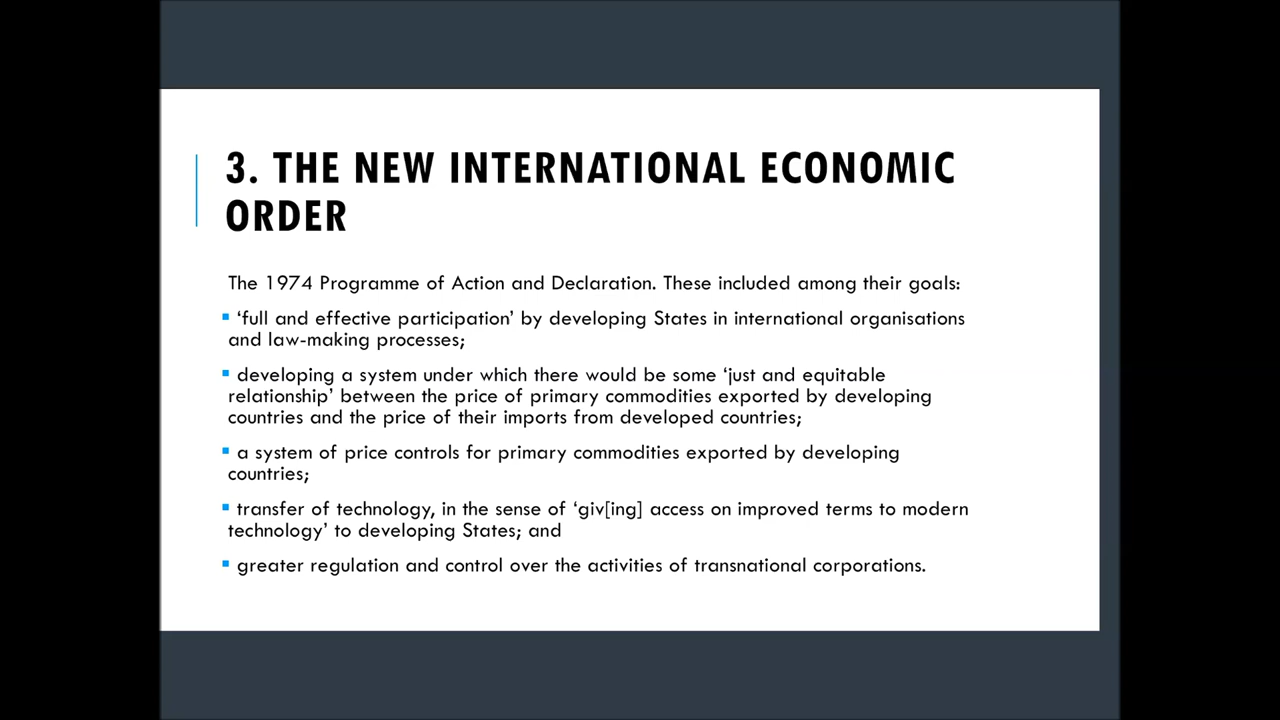 3. THE NEW INTERNATIONAL ECONOMIC
ORDER
The 1974 Programme of Action and Declaration. These included among their goals:
▪ ‘full and effective participation’ by developing States in international organisations
and law-making processes;
▪ developing a system under which there would be some ‘just and equitable
relationship’ between the price of primary commodities exported by developing
countries and the price of their imports from developed countries;
▪ a system of price controls for primary commodities exported by developing
countries;
▪ transfer of technology, in the sense of ‘giv[ing] access on improved terms to modern
technology’ to developing States; and
▪ greater regulation and control over the activities of transnational corporations.